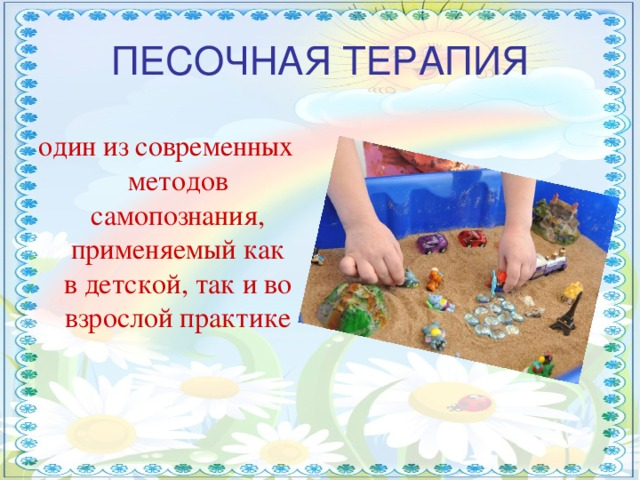 ПЕСОЧНАЯ ТЕРАПИЯ
один из современных
методов
самопознания,
применяемый как
в детской, так и во
взрослой практике